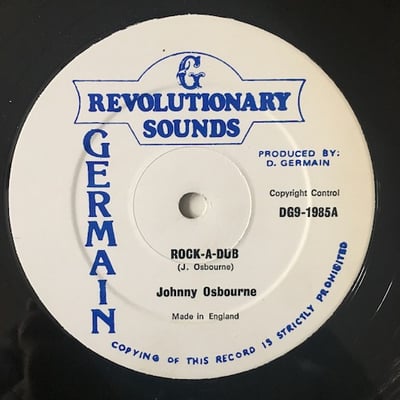 G
REVOLUTIONARY
SOUNDS
GERMAIN
PRODUCED BY:
D. GERMAIN
Copyright Control
DG9-1985A
ROCK-A-DUB
(J. Osbourne)
Johnny Osbourne
Made in England
COPYING OF THIS RECORD IS STRICTLY PROHIBITED